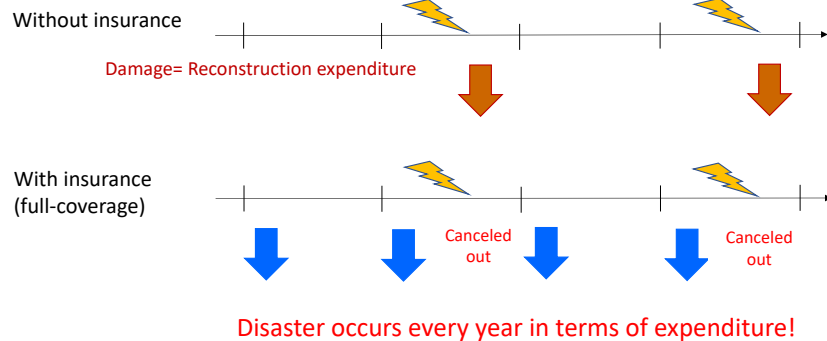 Without insurance
Damage= Reconstruction expenditure
With insurance
(full-coverage)
Canceled
out
Canceled
out
Disaster occurs every year in terms of expenditure!